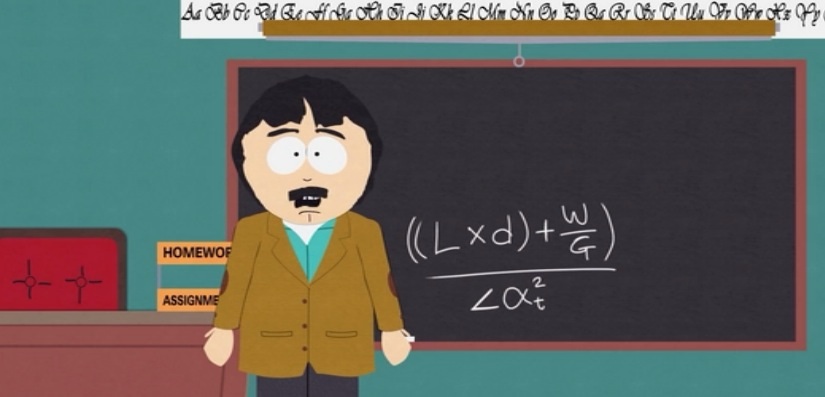 Aa Bb Cc Dd Ee Ff Gg Hh Ii Jj Kk Ll Mm Nn Oo Pp Qq Rr Ss Tt Uu Vv Ww Xx Yy
HOMEWOR
ASSIGNME
((L x d) + W/G)
∠α²ₜ